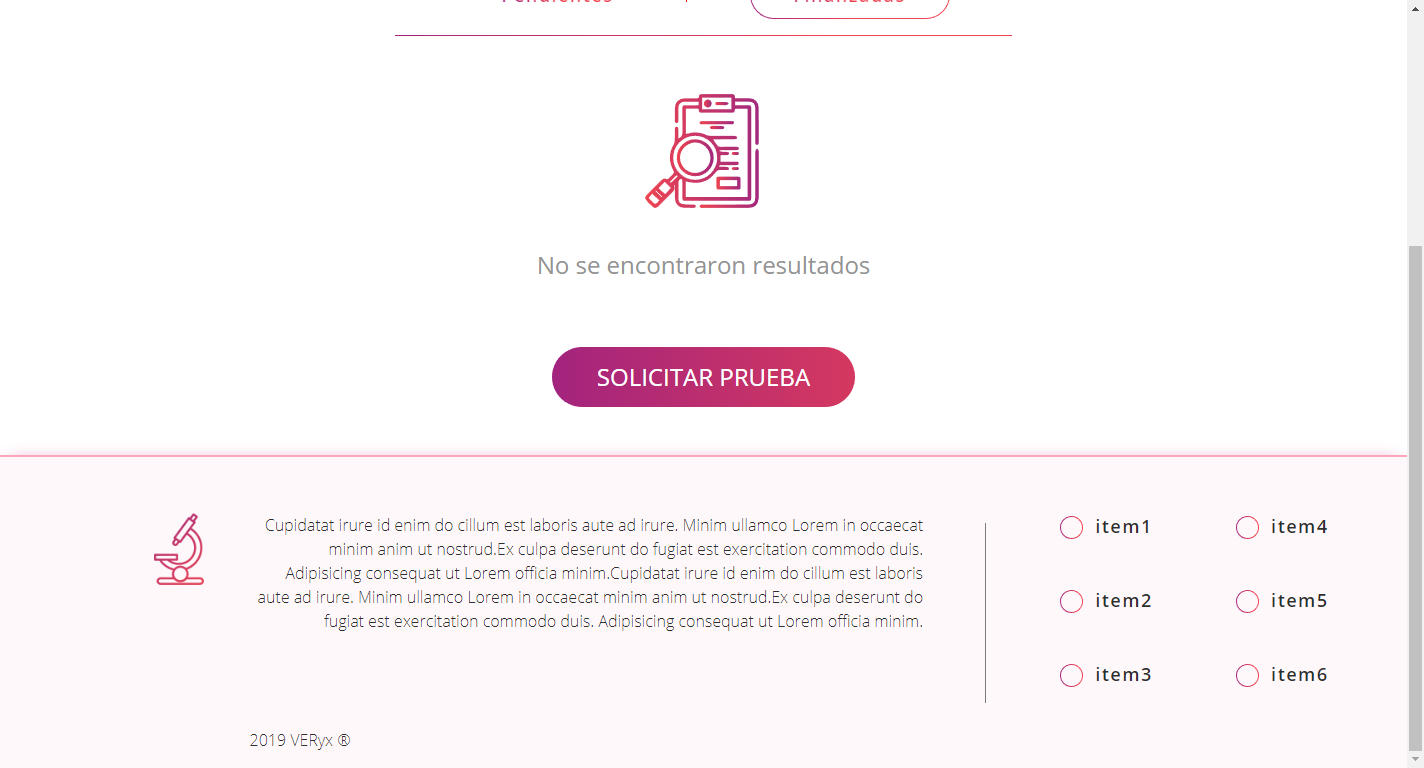 Pendientes
Finalizadas
No se encontraron resultados
SOLICITAR PRUEBA
Cupidatat irure id enim do cillum est laboris aute ad irure. Minim ullamco Lorem in occaecat
minim anim ut nostrud.Ex culpa deserunt do fugiat est exercitation commodo duis.
Adipisicing consequat ut Lorem officia minim.Cupidatat irure id enim do cillum est laboris
aute ad irure. Minim ullamco Lorem in occaecat minim anim ut nostrud.Ex culpa deserunt do
fugiat est exercitation commodo duis. Adipisicing consequat ut Lorem officia minim.
item1
item4
item2
item5
item3
item6
2019 VERyx ®